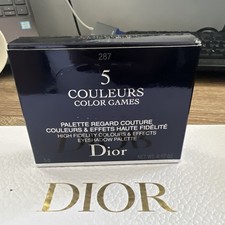 287
5
COULEURS
COLOR GAMES
PALETTE REGARD COUTURE
COULEURS & EFFETS HAUTE FIDÉLITÉ
HIGH FIDELITY COLOURS & EFFECTS
EYESHADOW PALETTE
Dior
DIOR